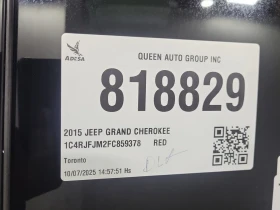 ADESA
QUEEN AUTO GROUP INC
818829
2015 JEEP GRAND CHEROKEE
1C4RJFJM2FC859378 RED
Toronto
10/07/2025 14:57:51 Hs